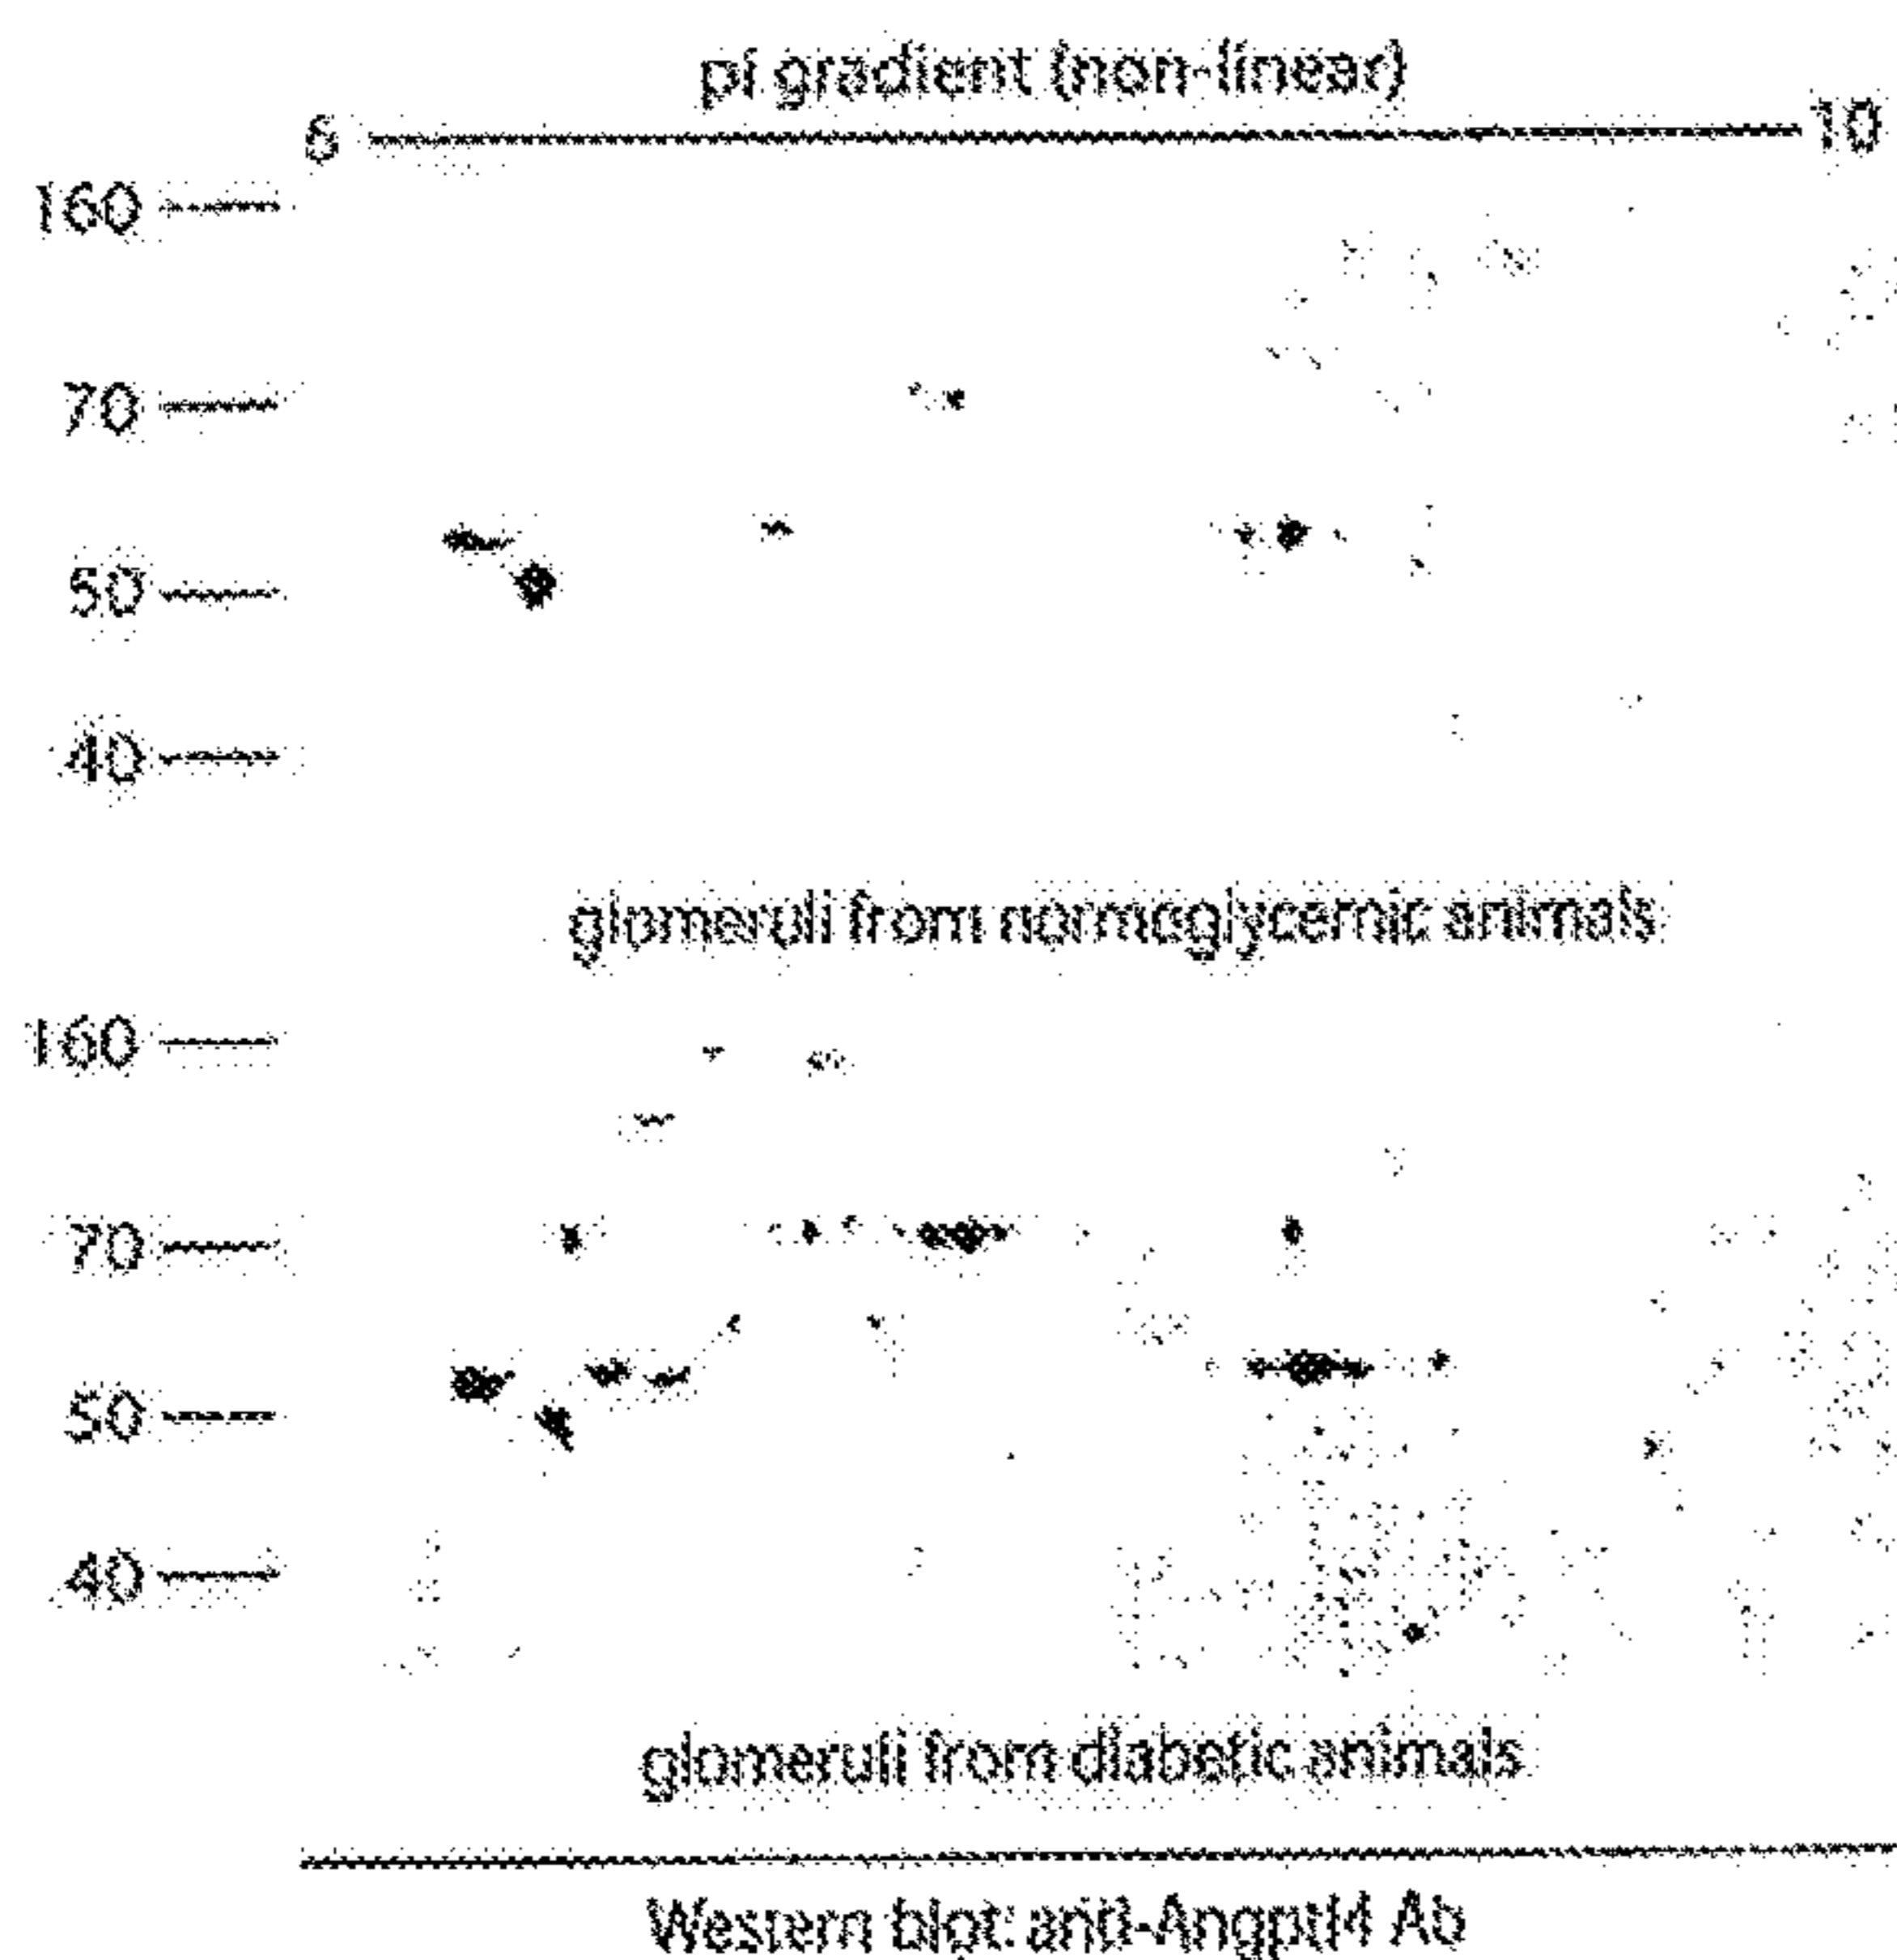 pI gradient (non-linear)
6 10
160
70
50
40
glomeruli from normoglycemic animals
160
70
50
40
glomeruli from diabetic animals
Western blot: anti-Angptl4 Ab